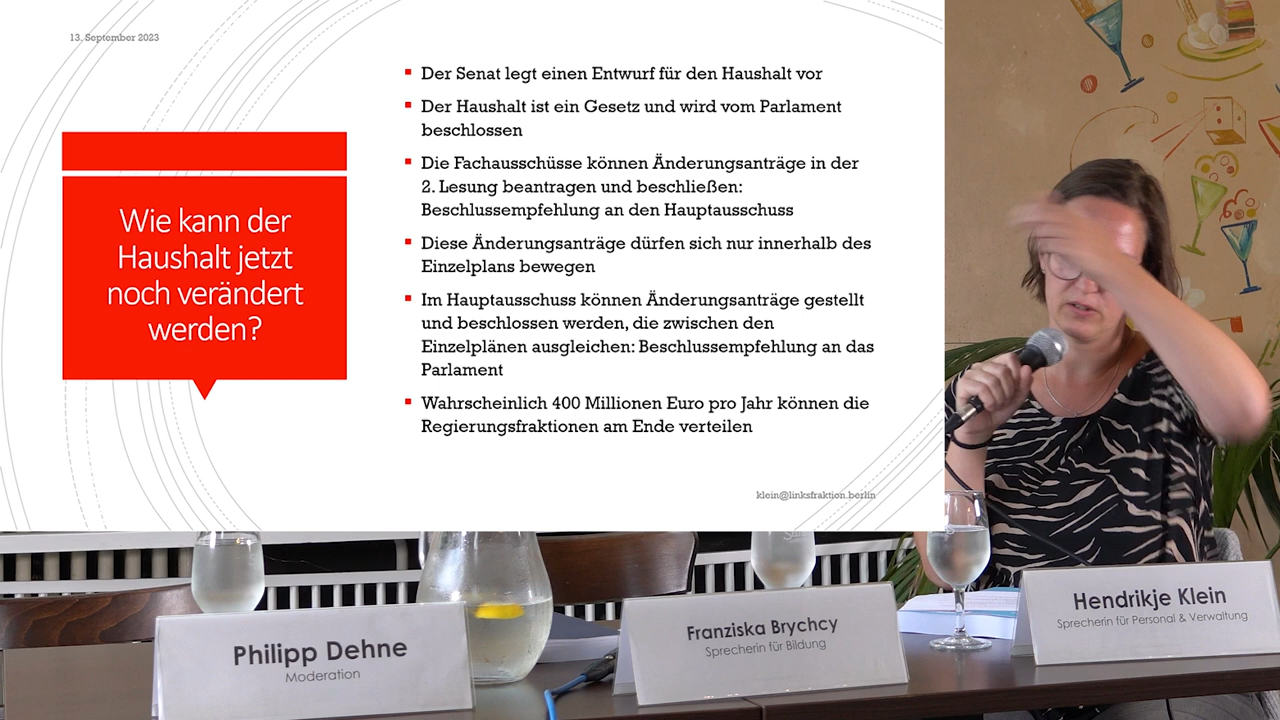 13. September 2023
Wie kann der
Haushalt jetzt
noch verändert
werden?
Der Senat legt einen Entwurf für den Haushalt vor
Der Haushalt ist ein Gesetz und wird vom Parlament
beschlossen
Die Fachausschüsse können Änderungsanträge in der
2. Lesung beantragen und beschließen:
Beschlussempfehlung an den Hauptausschuss
Diese Änderungsanträge dürfen sich nur innerhalb des
Einzelplans bewegen
Im Hauptausschuss können Änderungsanträge gestellt
und beschlossen werden, die zwischen den
Einzelplänen ausgleichen: Beschlussempfehlung an das
Parlament
Wahrscheinlich 400 Millionen Euro pro Jahr können die
Regierungsfraktionen am Ende verteilen
klein@linksfraktion.berlin
Philipp Dehne
Moderation
Franziska Brychcy
Sprecherin für Bildung
Hendrikje Klein
Sprecherin für Personal & Verwaltung